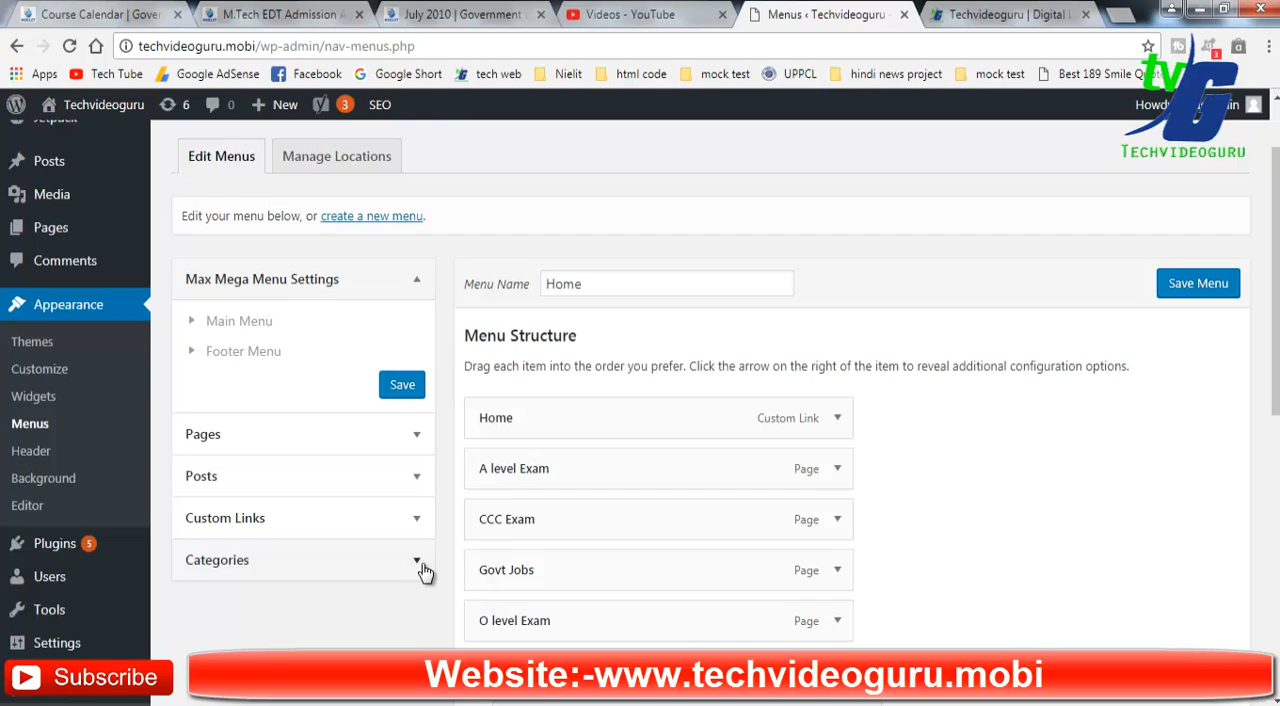 Course Calendar | Gover
M.Tech EDT Admission A
July 2010 | Government
Videos - YouTube
Menus ‹ Techvideoguru
Techvideoguru | Digital L
techvideoguru.mobi/wp-admin/nav-menus.php
Apps
Tech Tube
Google AdSense
Facebook
Google Short
tech web
Nielit
html code
mock test
UPPCL
hindi news project
mock test
Best 189 Smile Quot
3
tvG
TECHVIDEOGURU
Techvideoguru
6
0
New
3
SEO
Jetpack
Posts
Media
Pages
Comments
Appearance
Themes
Customize
Widgets
Menus
Header
Background
Editor
Plugins 5
Users
Tools
Settings
Edit Menus
Manage Locations
Edit your menu below, or create a new menu.
Max Mega Menu Settings
Main Menu
Footer Menu
Save
Pages
Posts
Custom Links
Categories
Menu Name Home
Save Menu
Menu Structure
Drag each item into the order you prefer. Click the arrow on the right of the item to reveal additional configuration options.
Home Custom Link
A level Exam Page
CCC Exam Page
Govt Jobs Page
O level Exam Page
Subscribe
Website:-www.techvideoguru.mobi